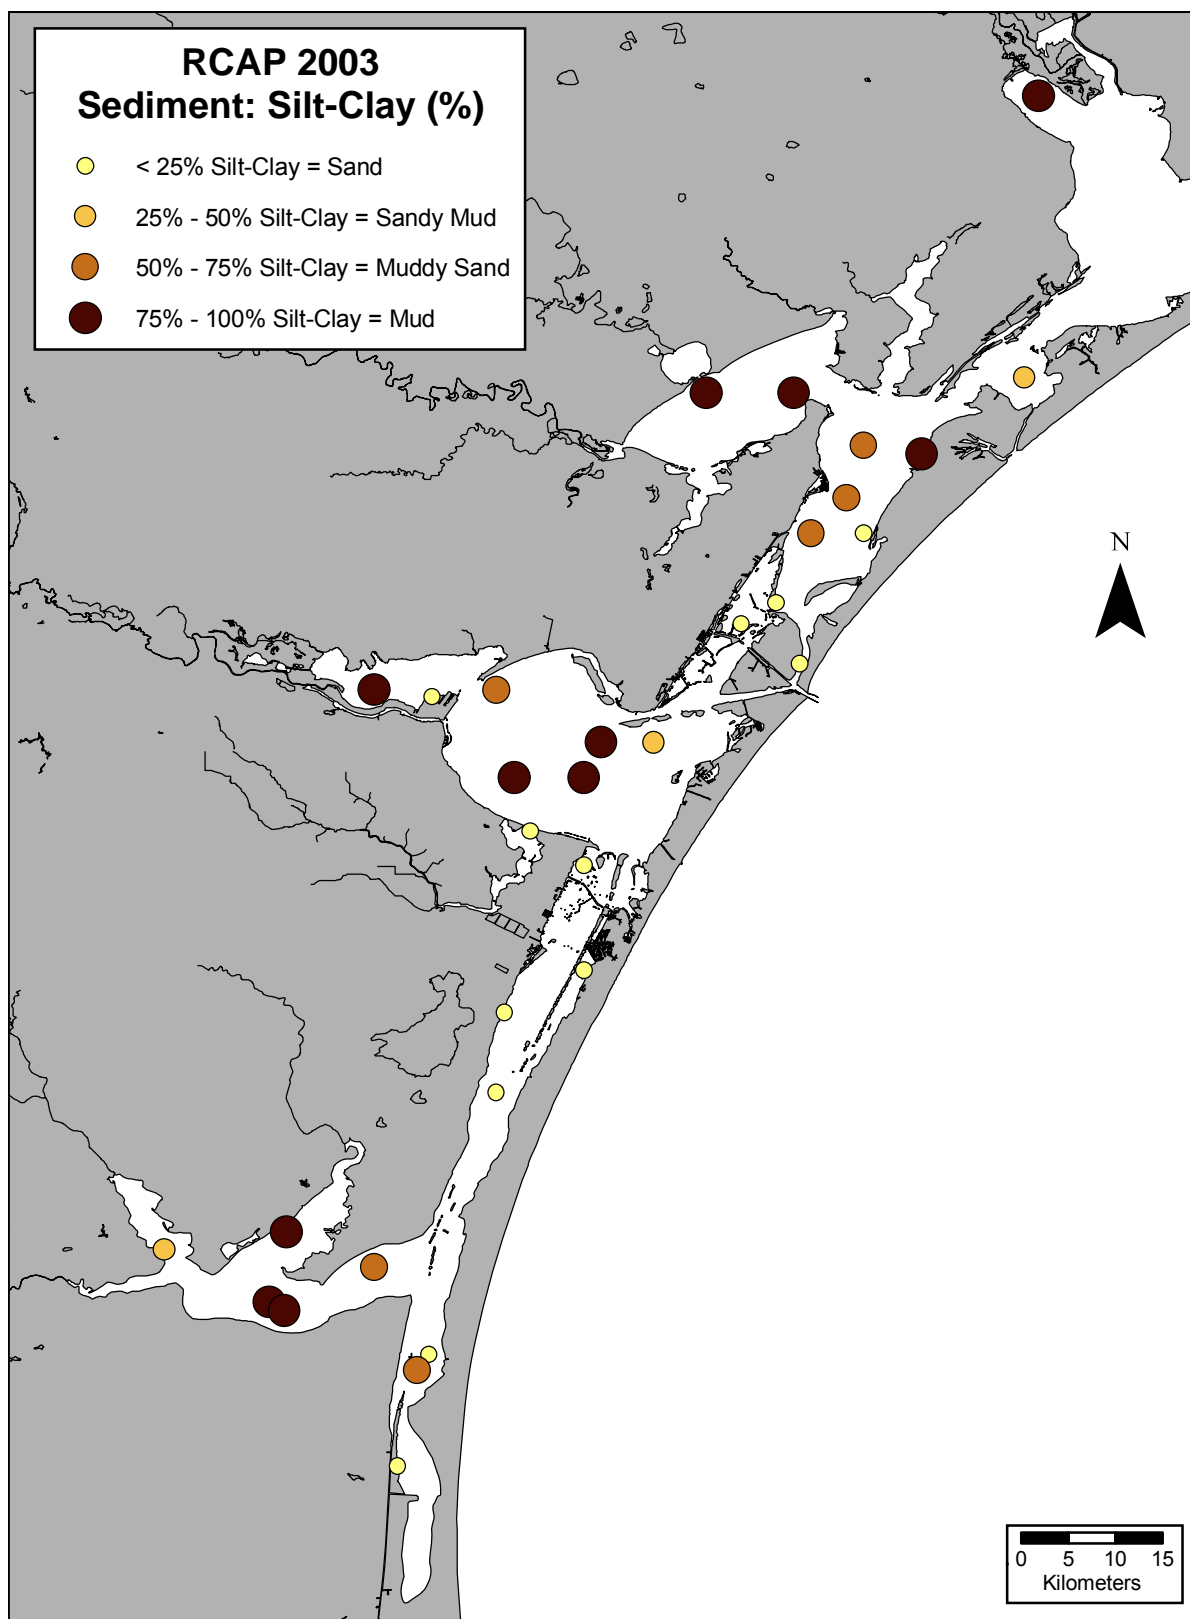 RCAP 2003
Sediment: Silt-Clay (%)
< 25% Silt-Clay = Sand
25% - 50% Silt-Clay = Sandy Mud
50% - 75% Silt-Clay = Muddy Sand
75% - 100% Silt-Clay = Mud
N
0 5 10 15
Kilometers